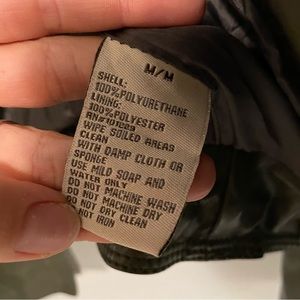 M/M
SHELL:
100%POLYURETHANE
LINING:
100%POLYESTER
WIPE SOILED AREAS
CLEAN
WITH DAMP CLOTH OR
SPONGE
USE MILD SOAP AND
WATER ONLY
DO NOT MACHINE WASH
DO NOT MACHINE DRY
DO NOT DRY CLEAN
NOT IRON